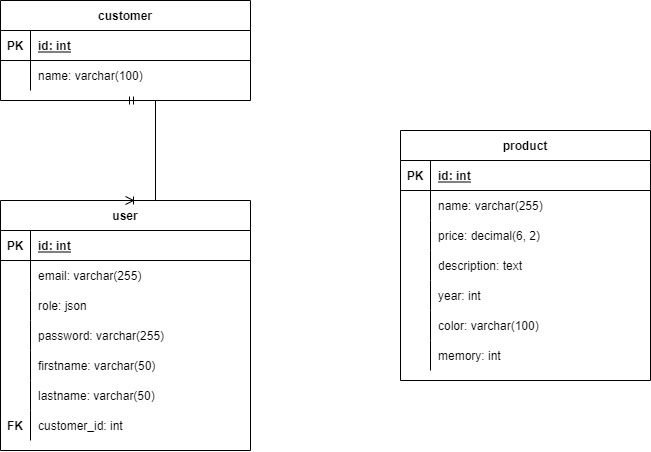 customer
PK id: int
name: varchar(100)
user
PK id: int
email: varchar(255)
role: json
password: varchar(255)
firstname: varchar(50)
lastname: varchar(50)
FK customer_id: int
product
PK id: int
name: varchar(255)
price: decimal(6, 2)
description: text
year: int
color: varchar(100)
memory: int